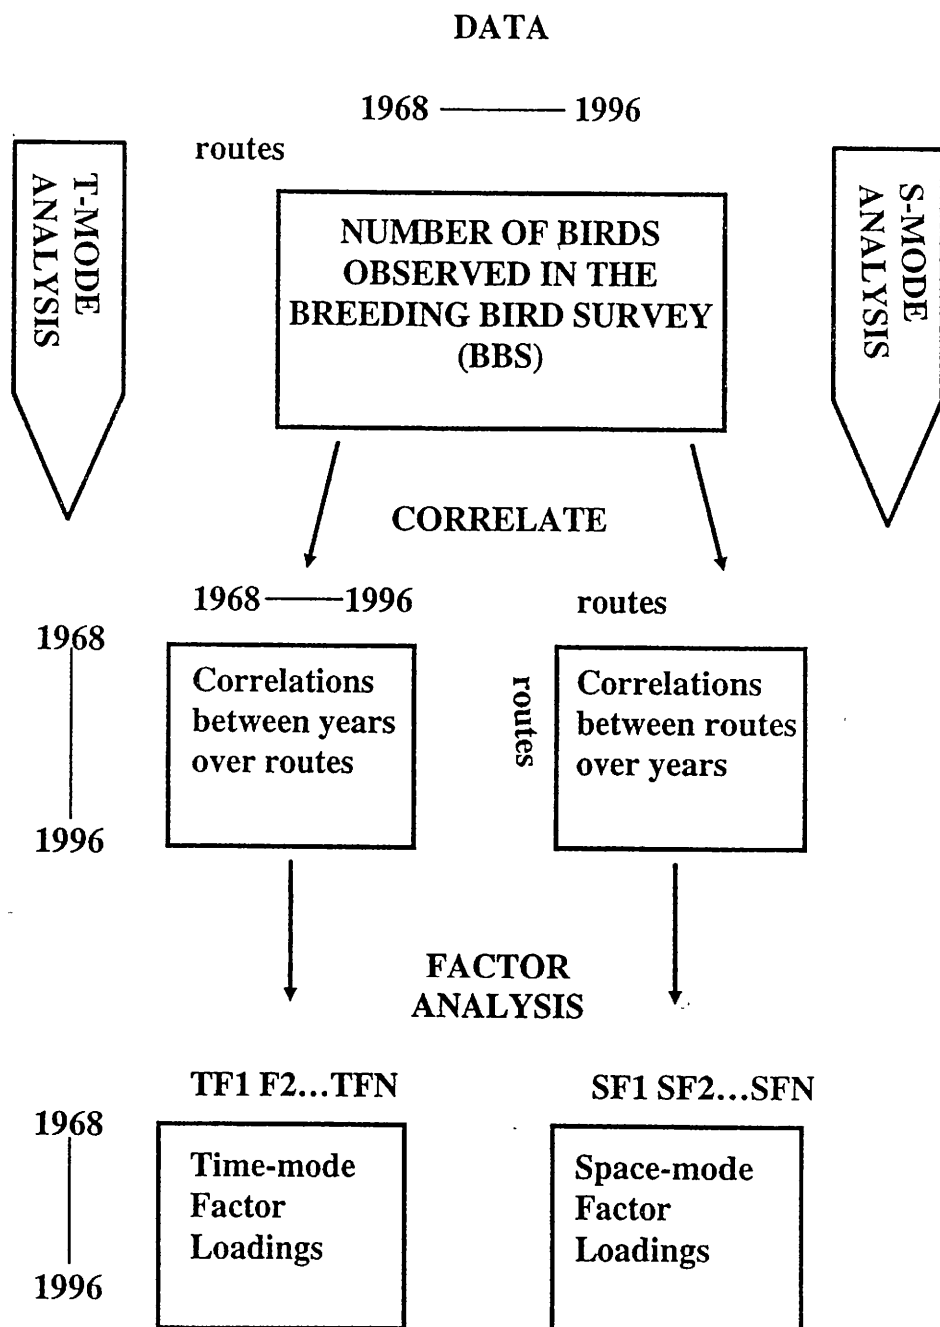 DATA
1968 — 1996
routes
T-MODE
ANALYSIS
S-MODE
ANALYSIS
NUMBER OF BIRDS
OBSERVED IN THE
BREEDING BIRD SURVEY
(BBS)
CORRELATE
1968 — 1996
routes
1968
1996
Correlations
between years
over routes
routes
Correlations
between routes
over years
FACTOR
ANALYSIS
TF1 F2...TFN
SF1 SF2...SFN
1968
1996
Time-mode
Factor
Loadings
Space-mode
Factor
Loadings